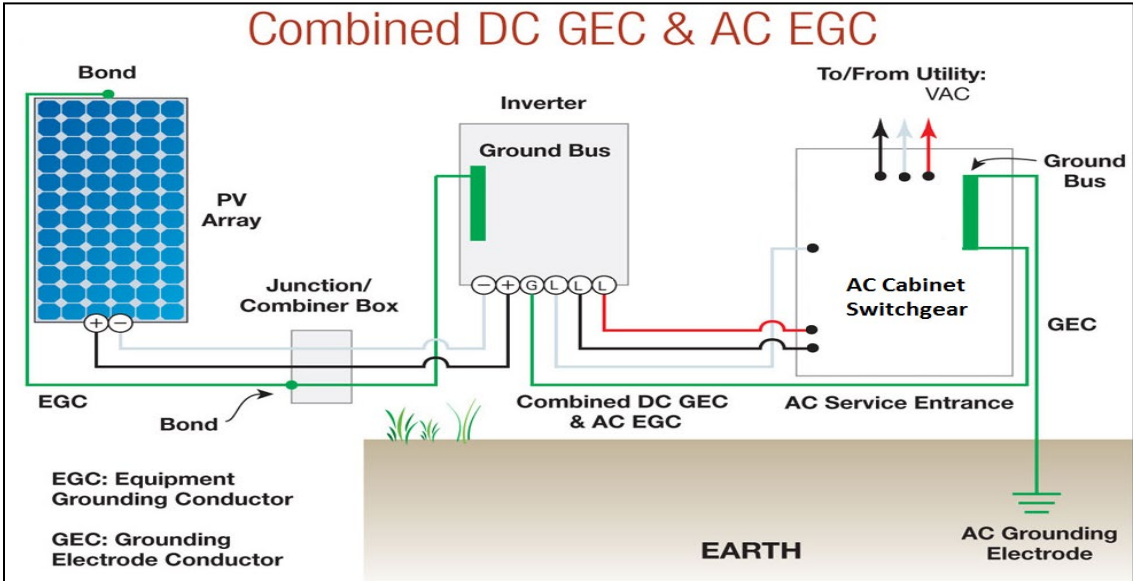 Combined DC GEC & AC EGC
Bond
PV
Array
+ −
Junction/
Combiner Box
EGC
Bond
Inverter
Ground Bus
− + G L L L
Combined DC GEC
& AC EGC
To/From Utility:
VAC
Ground
Bus
AC Cabinet
Switchgear
GEC
AC Service Entrance
EGC: Equipment
Grounding Conductor
GEC: Grounding
Electrode Conductor
EARTH
AC Grounding
Electrode